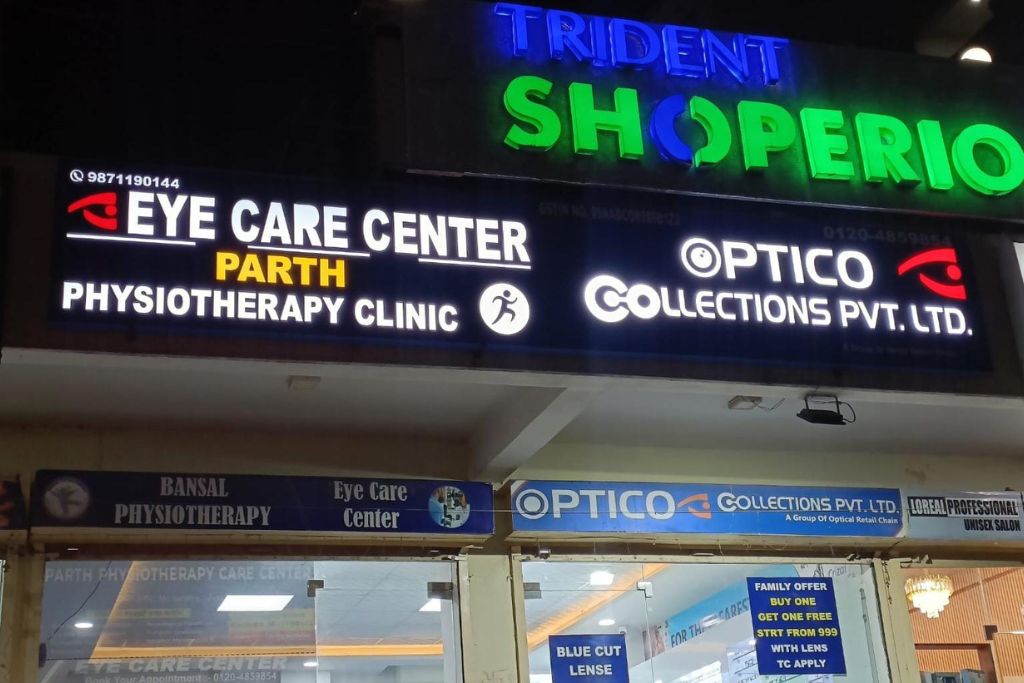 TRIDENT
SHOPERIO
9871190144
EYE CARE CENTER
PARTH
PHYSIOTHERAPY CLINIC
0120-4859854
OPTICO
COLLECTIONS PVT. LTD.
BANSAL
PHYSIOTHERAPY
Eye Care
Center
OPTICO COLLECTIONS PVT. LTD.
A Group Of Optical Retail Chain
LOREAL PROFESSIONAL
UNISEX SALON
PARTH PHYSIOTHERAPY CARE CENTER
EYE CARE CENTER
Book Your Appointment :- 0120-4859854
BLUE CUT
LENSE
FOR THE
FAMILY OFFER
BUY ONE
GET ONE FREE
STRT FROM 999
WITH LENS
TC APPLY